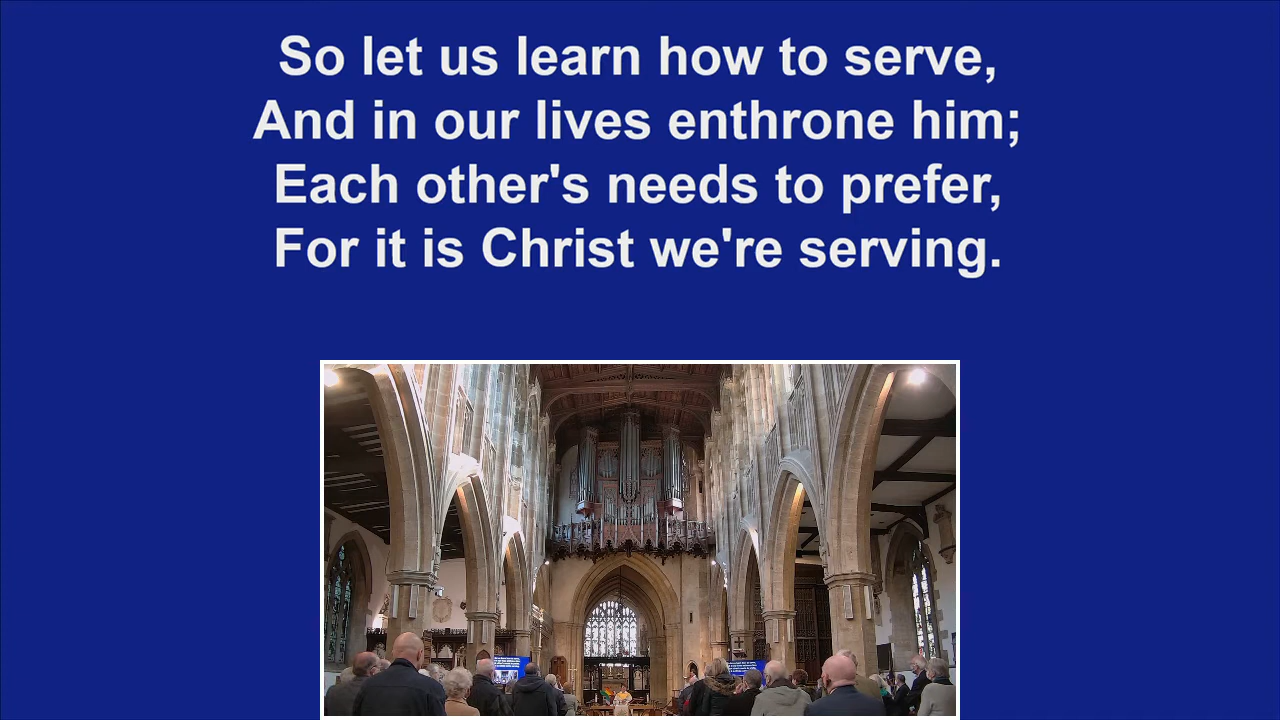 So let us learn how to serve,
And in our lives enthrone him;
Each other's needs to prefer,
For it is Christ we're serving.